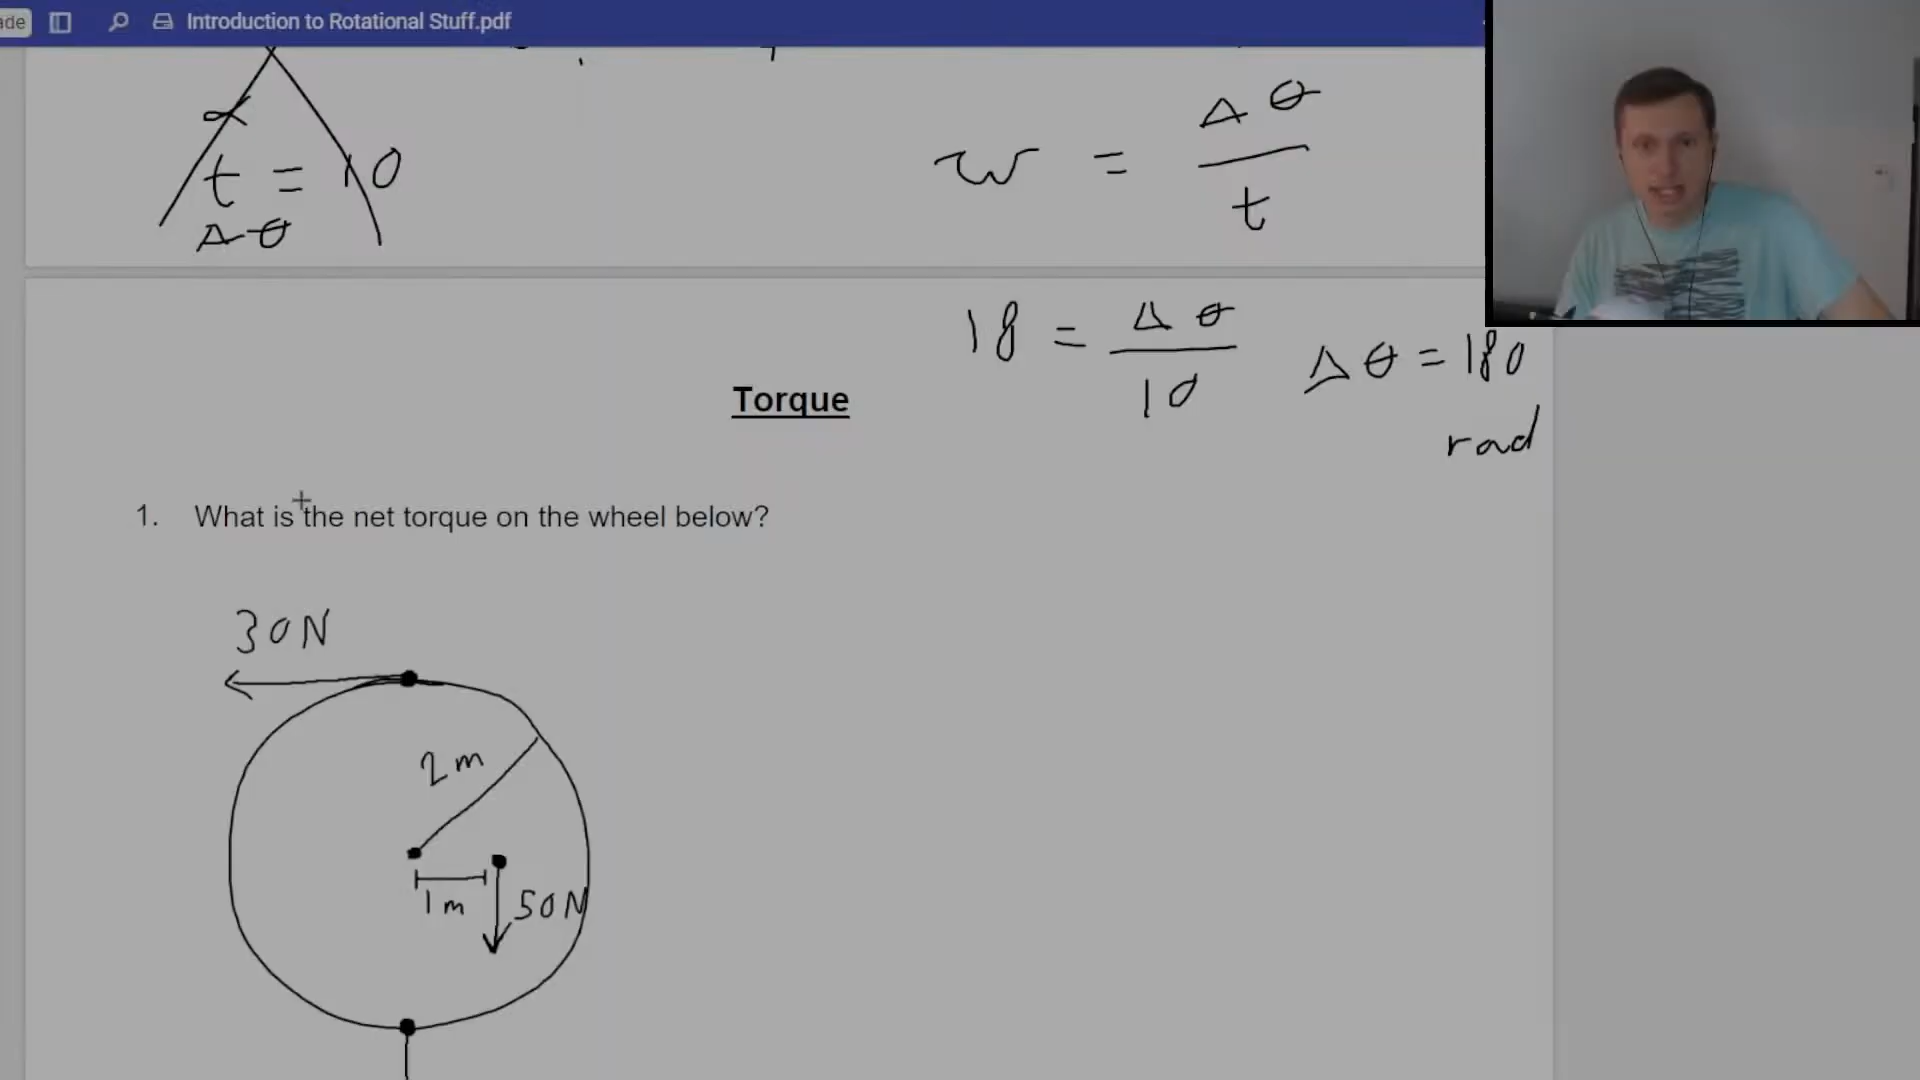 ade
Introduction to Rotational Stuff.pdf
α
t = 10
Δθ
w = Δθ / t
18 = Δθ / 10
Δθ = 180
rad
Torque
1. What is the net torque on the wheel below?
30N
2m
1m
50N